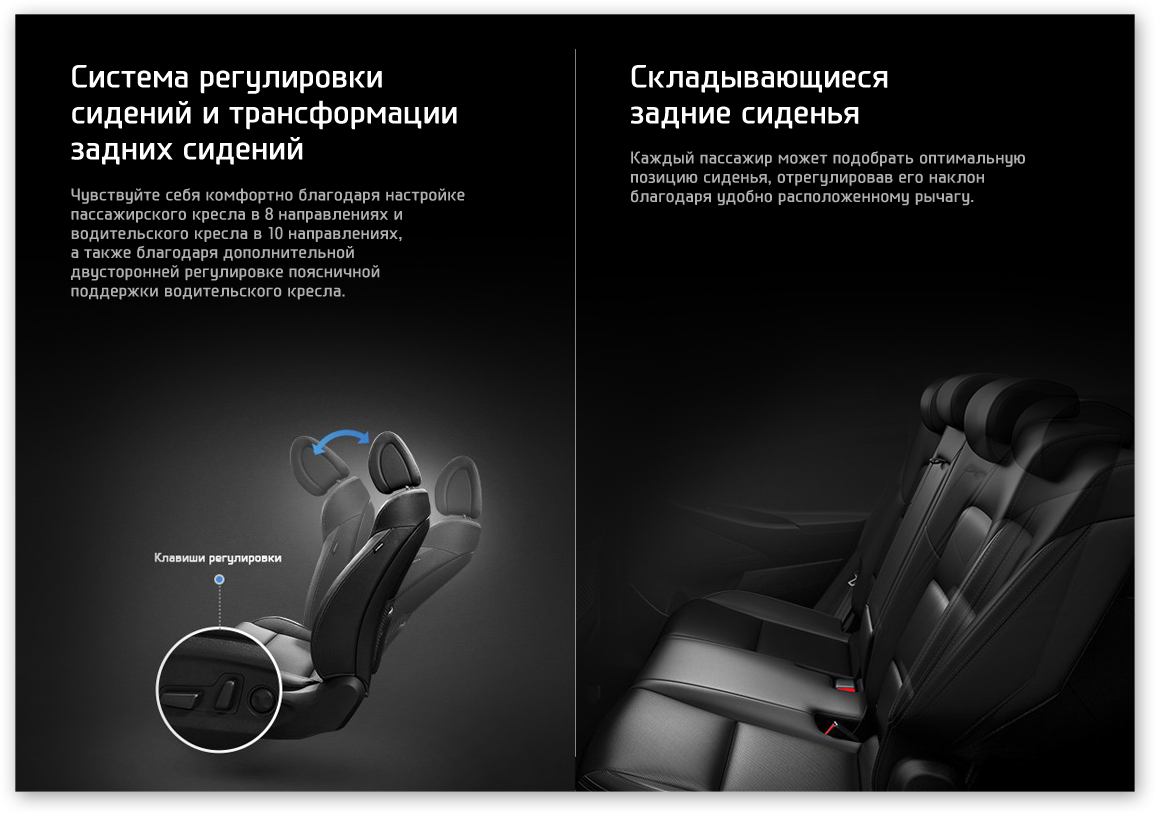 Система регулировки
сидений и трансформации
задних сидений
Чувствуйте себя комфортно благодаря настройке
пассажирского кресла в 8 направлениях и
водительского кресла в 10 направлениях,
а также благодаря дополнительной
двусторонней регулировке поясничной
поддержки водительского кресла.
Клавиши регулировки
Складывающиеся
задние сиденья
Каждый пассажир может подобрать оптимальную
позицию сиденья, отрегулировав его наклон
благодаря удобно расположенному рычагу.